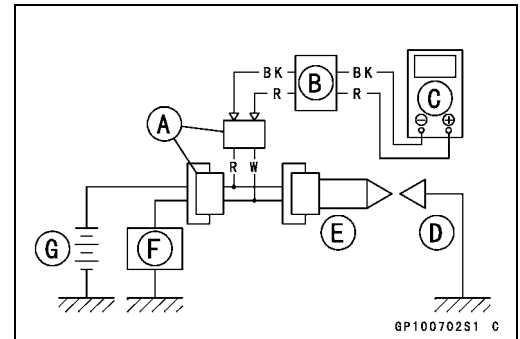 BK B BK
R R
C
⊖ ⊕
A
R W
G F E D
GP100702S1 C